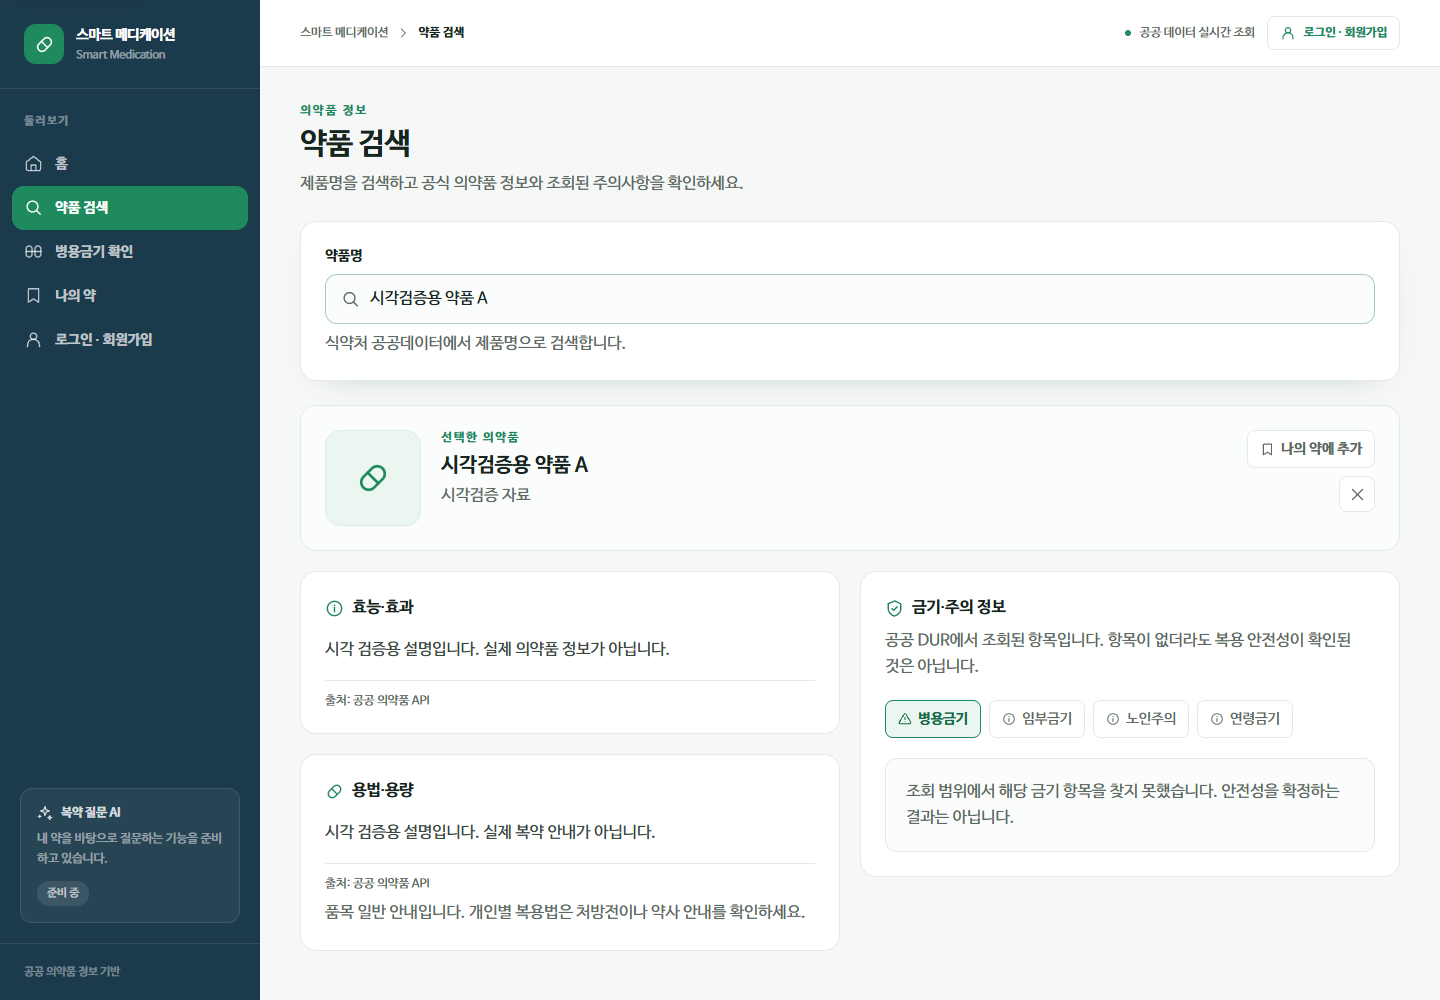 스마트 메디케이션
Smart Medication
둘러보기
홈
약품 검색
병용금기 확인
나의 약
로그인 · 회원가입
복약 질문 AI
내 약을 바탕으로 질문하는 기능을 준비
하고 있습니다.
준비 중
공공 의약품 정보 기반
스마트 메디케이션 > 약품 검색
공공 데이터 실시간 조회
로그인 · 회원가입
의약품 정보
약품 검색
제품명을 검색하고 공식 의약품 정보와 조회된 주의사항을 확인하세요.
약품명
시각검증용 약품 A
식약처 공공데이터에서 제품명으로 검색합니다.
선택한 의약품
시각검증용 약품 A
시각검증 자료
나의 약에 추가
효능·효과
시각 검증용 설명입니다. 실제 의약품 정보가 아닙니다.
출처: 공공 의약품 API
용법·용량
시각 검증용 설명입니다. 실제 복약 안내가 아닙니다.
출처: 공공 의약품 API
품목 일반 안내입니다. 개인별 복용법은 처방전이나 약사 안내를 확인하세요.
금기·주의 정보
공공 DUR에서 조회된 항목입니다. 항목이 없더라도 복용 안전성이 확인된
것은 아닙니다.
병용금기
임부금기
노인주의
연령금기
조회 범위에서 해당 금기 항목을 찾지 못했습니다. 안전성을 확정하는
결과는 아닙니다.